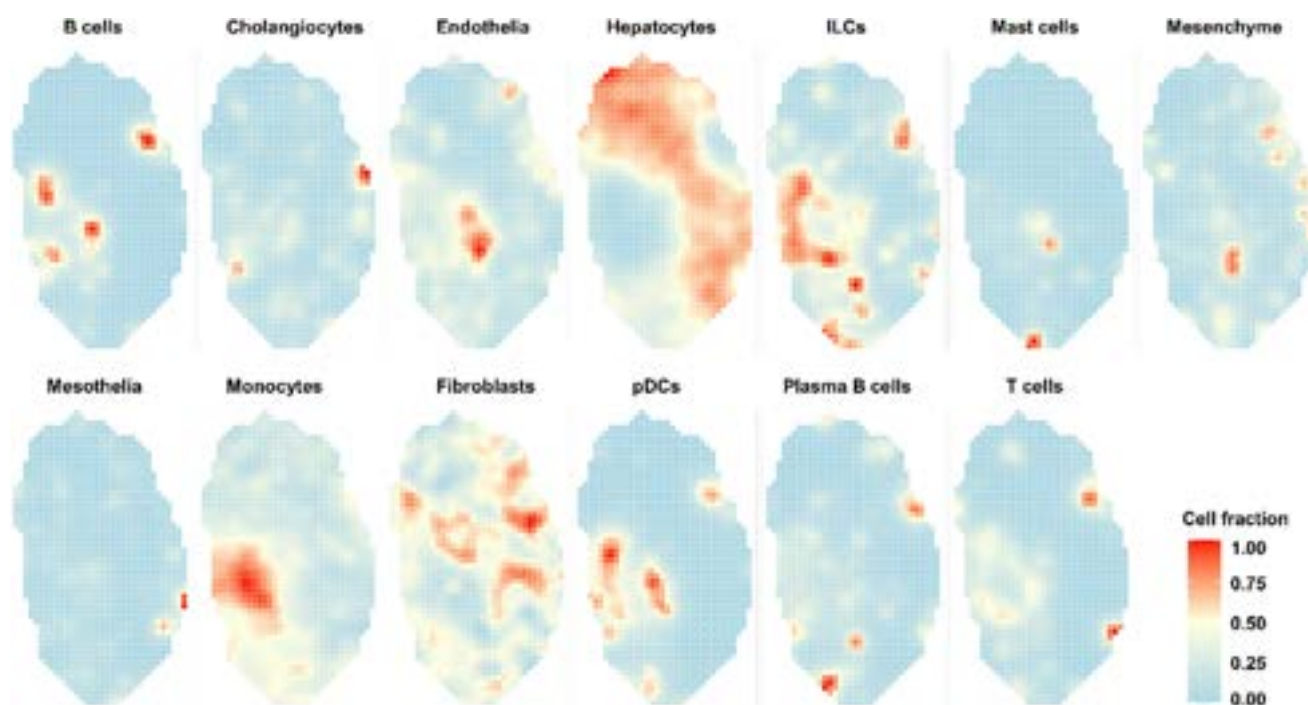 B cells Cholangiocytes Endothelia Hepatocytes ILCs Mast cells Mesenchyme
Mesothelia Monocytes Fibroblasts pDCs Plasma B cells T cells
Cell fraction
1.00
0.75
0.50
0.25
0.00